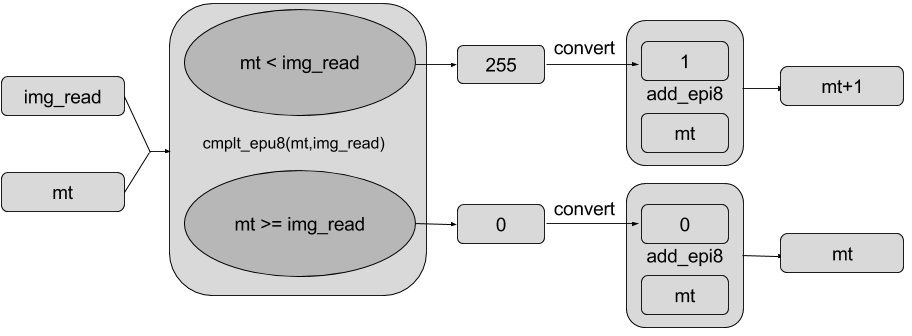 img_read
mt
mt < img_read
cmplt_epu8(mt,img_read)
mt >= img_read
255
convert
1
add_epi8
mt
mt+1
0
convert
0
add_epi8
mt
mt